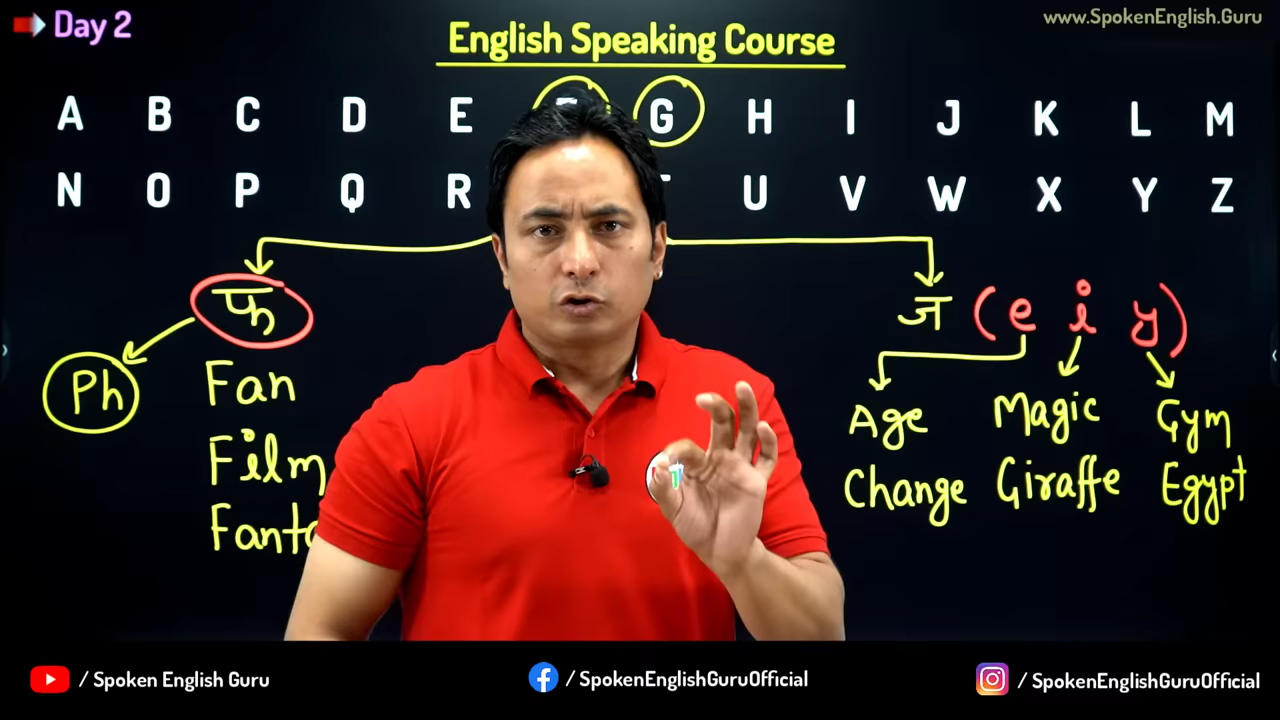 Day 2
www.SpokenEnglish.Guru
English Speaking Course
A B C D E G H I J K L M
N O P Q R U V W X Y Z
फ
ज (e i y)
Ph
Fan
Film
Age Magic Gym
Change Giraffe Egypt
/ Spoken English Guru
/ SpokenEnglishGuruOfficial
/ SpokenEnglishGuruOfficial